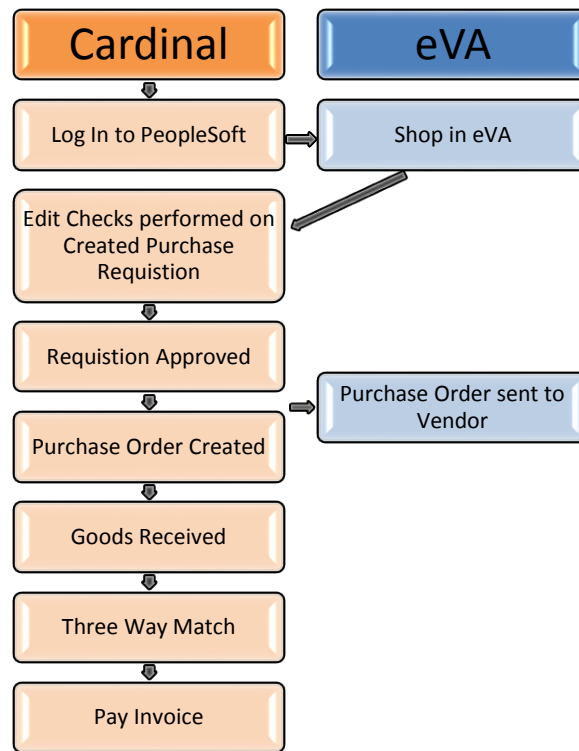 Cardinal
eVA
Log In to PeopleSoft
Shop in eVA
Edit Checks performed on
Created Purchase
Requistion
Requistion Approved
Purchase Order sent to
Vendor
Purchase Order Created
Goods Received
Three Way Match
Pay Invoice